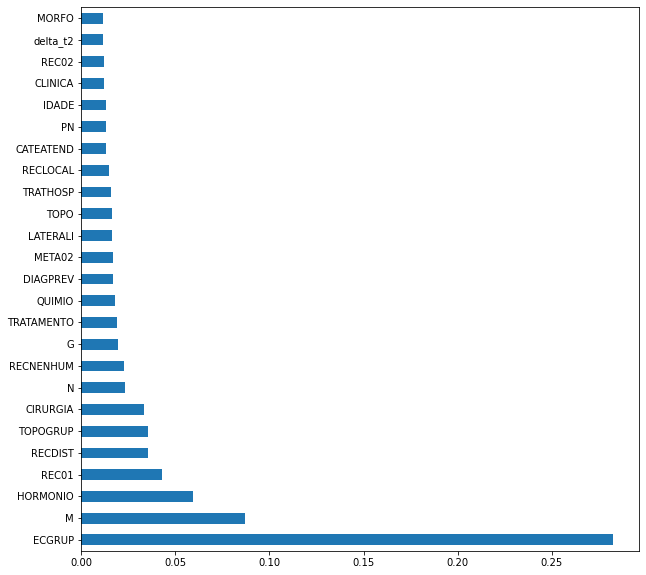 MORFO
delta_t2
REC02
CLINICA
IDADE
PN
CATEATEND
RECLOCAL
TRATHOSP
TOPO
LATERALI
META02
DIAGPREV
QUIMIO
TRATAMENTO
G
RECNENHUM
N
CIRURGIA
TOPOGRUP
RECDIST
REC01
HORMONIO
M
ECGRUP
0.00 0.05 0.10 0.15 0.20 0.25